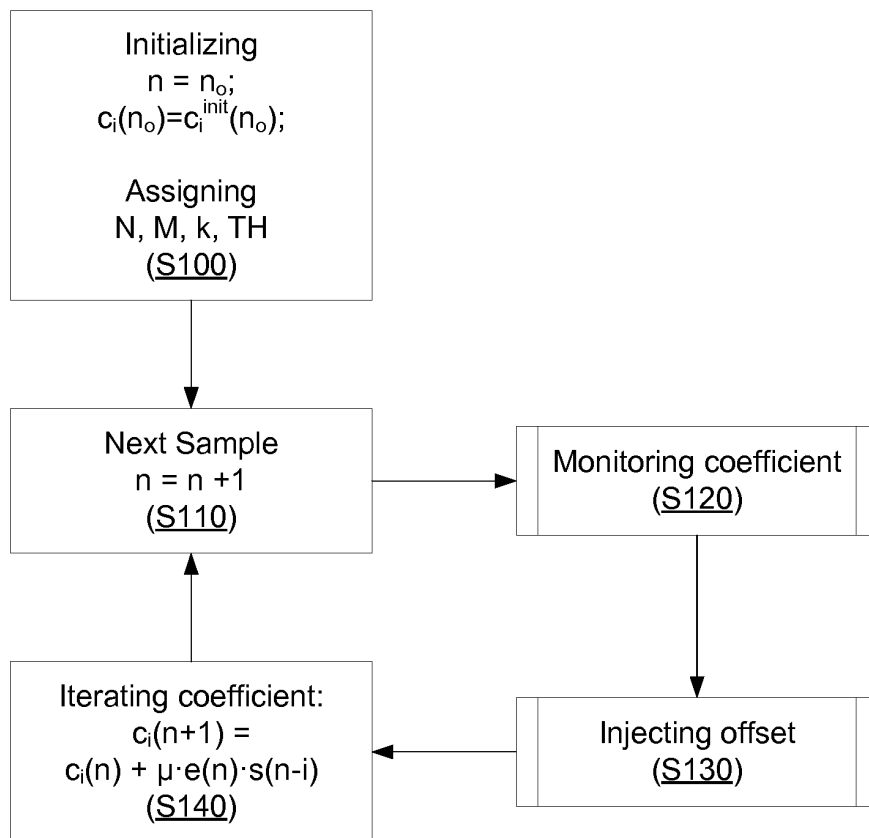 Initializing
n = nₒ;
cᵢ(nₒ)=cᵢⁱⁿⁱᵗ(nₒ);
Assigning
N, M, k, TH
(S100)
Next Sample
n = n +1
(S110)
Monitoring coefficient
(S120)
Injecting offset
(S130)
Iterating coefficient:
cᵢ(n+1) =
cᵢ(n) + µ·e(n)·s(n-i)
(S140)